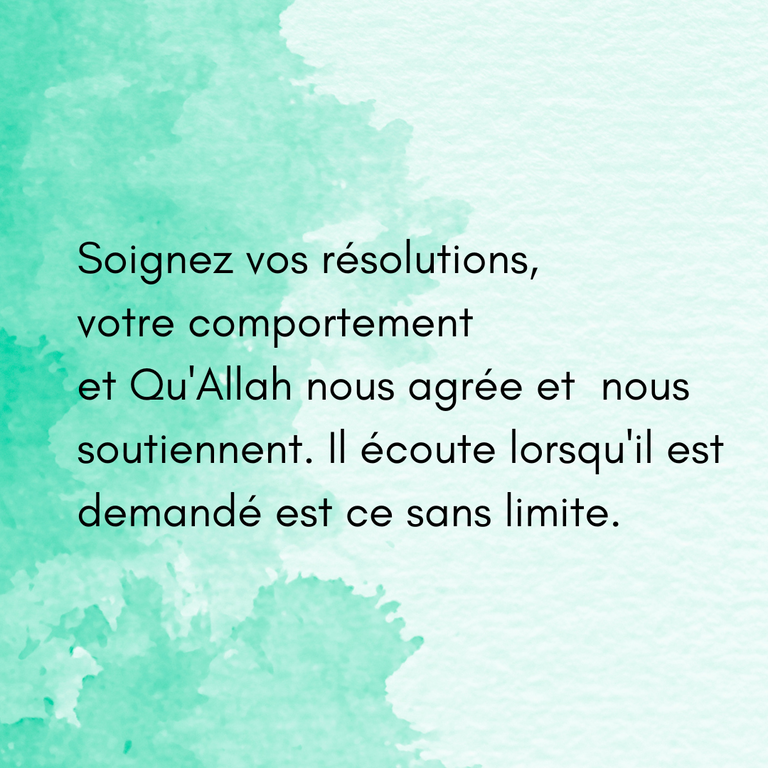 Soignez vos résolutions,
votre comportement
et Qu'Allah nous agrée et  nous
soutiennent. Il écoute lorsqu'il est
demandé est ce sans limite.